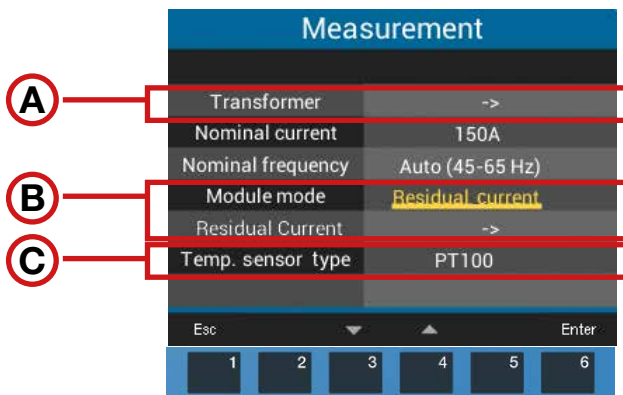 Measurement
A
Transformer ->
Nominal current 150A
Nominal frequency Auto (45-65 Hz)
B
Module mode Residual current
Residual Current ->
C
Temp. sensor type PT100
Esc Enter
1 2 3 4 5 6